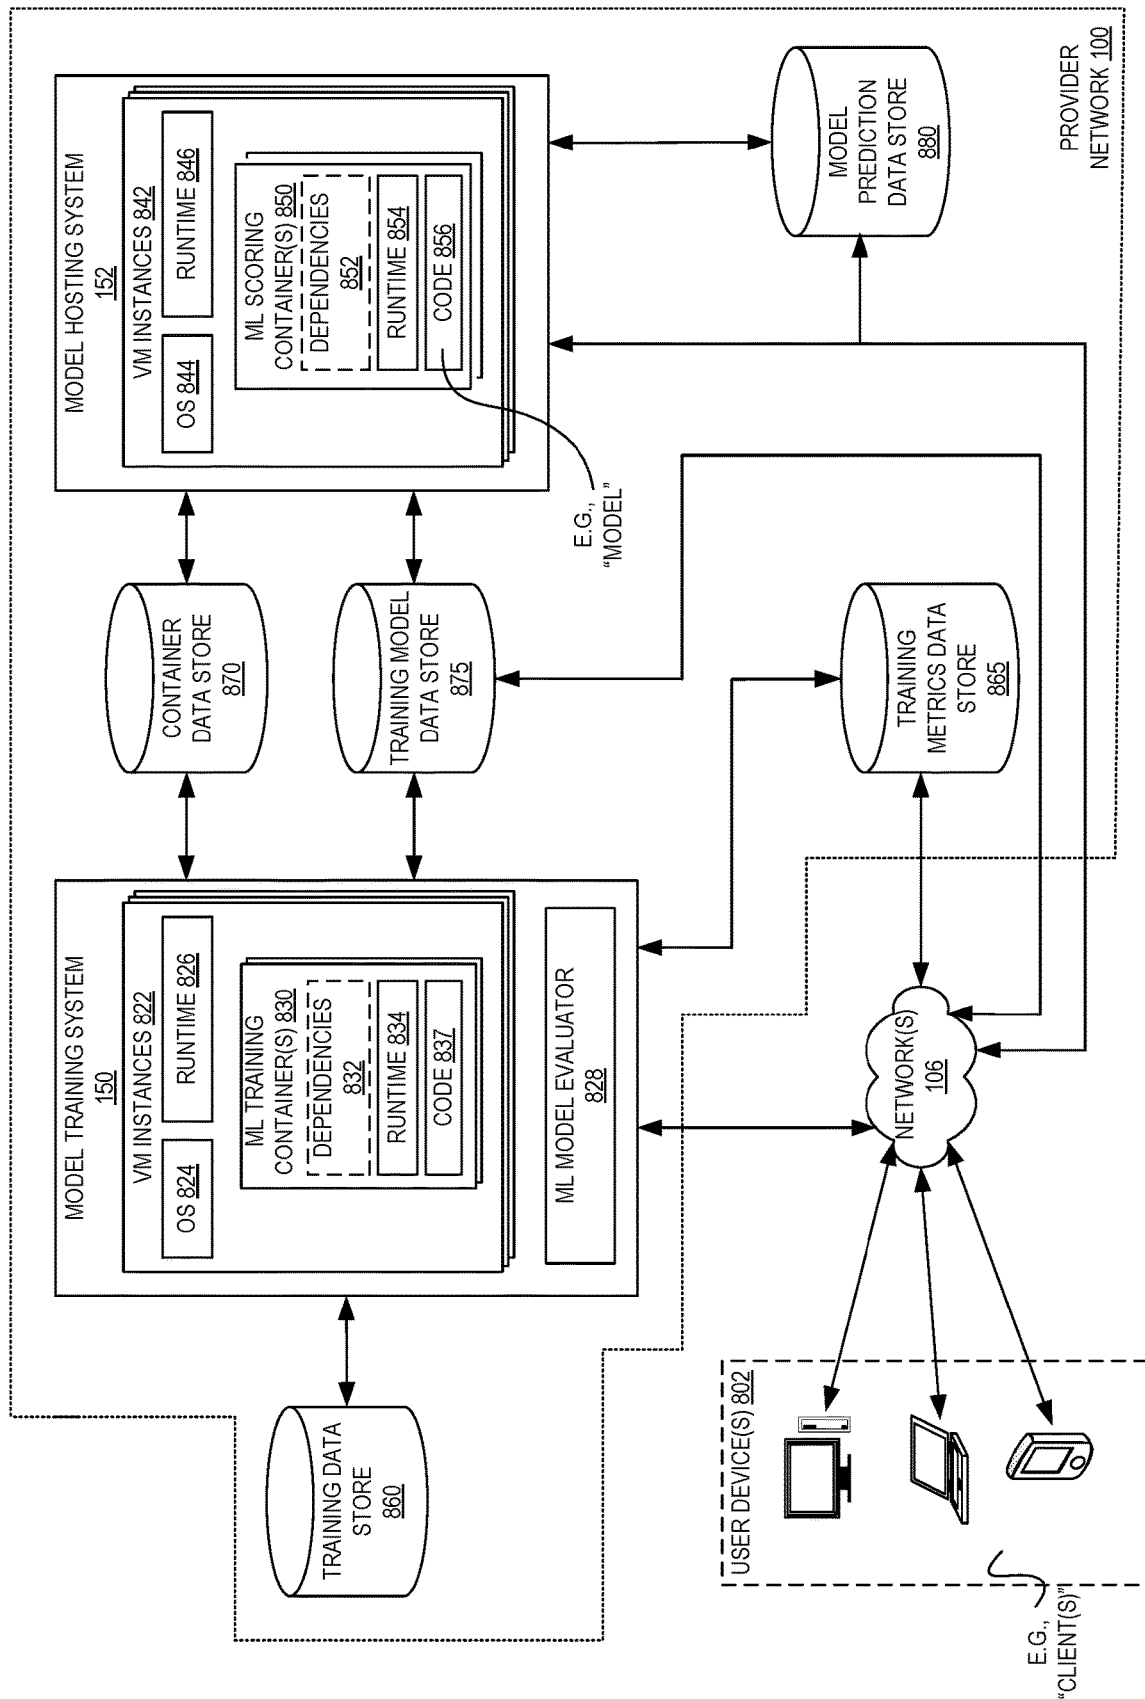 MODEL TRAINING SYSTEM
150
VM INSTANCES 822
OS 824
RUNTIME 826
ML TRAINING
CONTAINER(S) 830
DEPENDENCIES
832
RUNTIME 834
CODE 837
ML MODEL EVALUATOR
828
TRAINING DATA
STORE
860
CONTAINER
DATA STORE
870
TRAINING MODEL
DATA STORE
875
MODEL HOSTING SYSTEM
152
VM INSTANCES 842
OS 844
RUNTIME 846
ML SCORING
CONTAINER(S) 850
DEPENDENCIES
852
RUNTIME 854
CODE 856
E.G.,
“MODEL”
TRAINING
METRICS DATA
STORE
865
MODEL
PREDICTION
DATA STORE
880
PROVIDER
NETWORK 100
NETWORK(S)
106
USER DEVICE(S) 802
E.G.,
“CLIENT(S)”